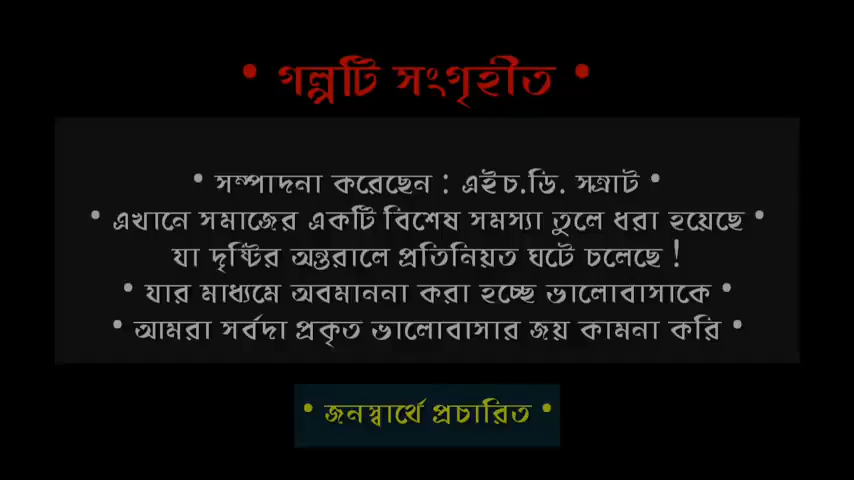 • গল্পটি সংগৃহীত •
• সম্পাদনা করেছেন : এইচ.ডি. সম্রাট •
• এখানে সমাজের একটি বিশেষ সমস্যা তুলে ধরা হয়েছে •
যা দৃষ্টির অন্তরালে প্রতিনিয়ত ঘটে চলেছে !
• যার মাধ্যমে অবমাননা করা হচ্ছে ভালোবাসাকে •
• আমরা সর্বদা প্রকৃত ভালোবাসার জয় কামনা করি •
• জনস্বার্থে প্রচারিত •